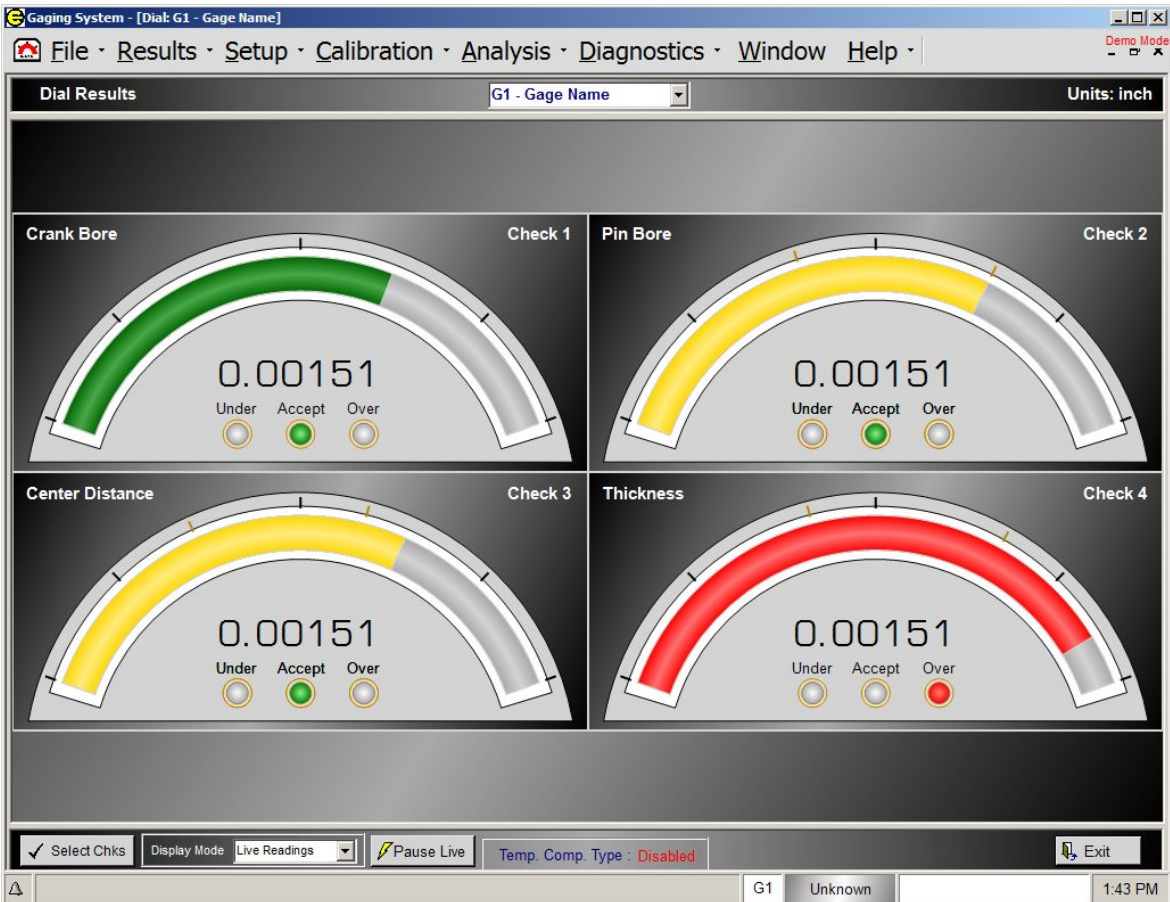 Gaging System - [Dial: G1 - Gage Name]
File Results Setup Calibration Analysis Diagnostics Window Help
Demo Mode
Dial Results G1 - Gage Name Units: inch
Crank Bore Check 1
0.00151
Under Accept Over
Pin Bore Check 2
0.00151
Under Accept Over
Center Distance Check 3
0.00151
Under Accept Over
Thickness Check 4
0.00151
Under Accept Over
Select Chks Display Mode Live Readings Pause Live Temp. Comp. Type : Disabled Exit
G1 Unknown 1:43 PM